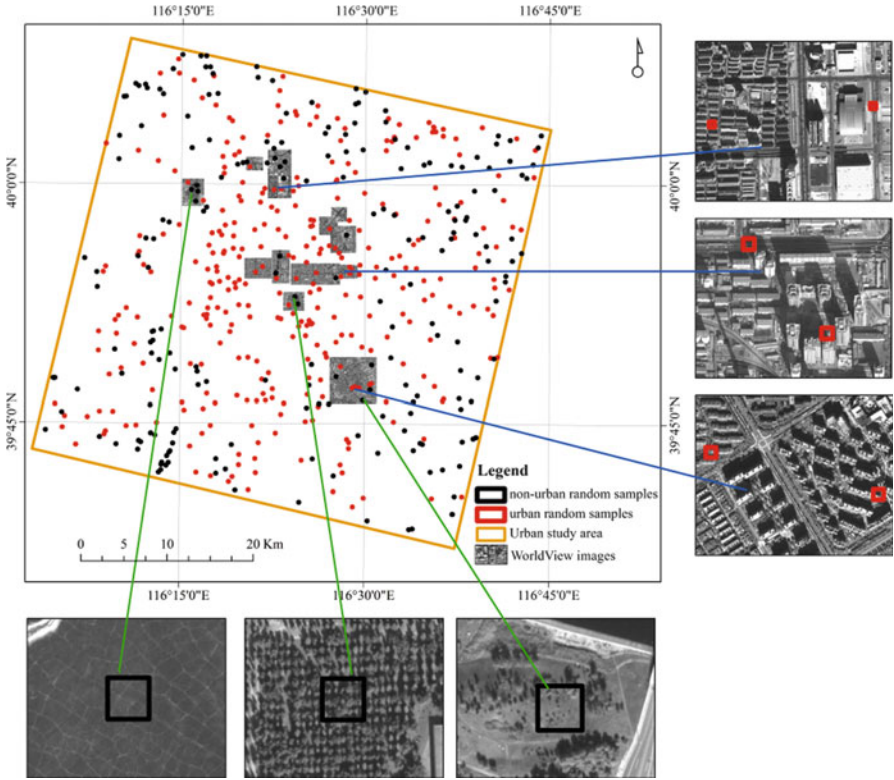 116°15'0"E 116°30'0"E 116°45'0"E
40°0'0"N 40°0'0"N
39°45'0"N 39°45'0"N
Legend
non-urban random samples
urban random samples
Urban study area
WorldView images
0 5 10 20 Km
116°15'0"E 116°30'0"E 116°45'0"E